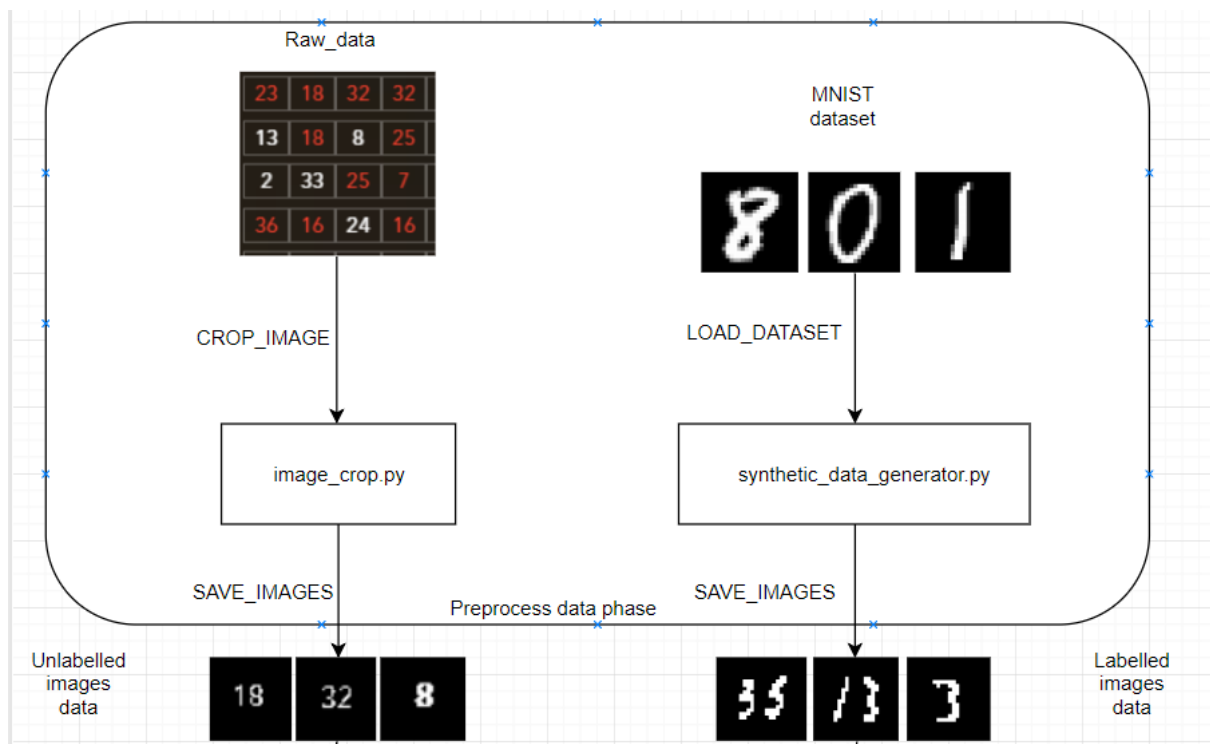 Raw_data
23 18 32 32
13 18 8 25
2 33 25 7
36 16 24 16
MNIST
dataset
8 0 1
CROP_IMAGE
LOAD_DATASET
image_crop.py
synthetic_data_generator.py
SAVE_IMAGES
SAVE_IMAGES
Preprocess data phase
Unlabelled
images
data
18 32 8
35 13 3
Labelled
images
data